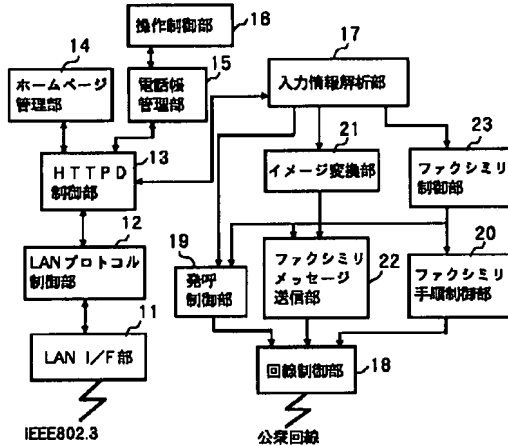 16
操作制御部
14
15
17
ホームページ
管理部
電話帳
管理部
入力情報解析部
13
21
23
HTTPD
制御部
イメージ変換部
ファクシミリ
制御部
12
19
20
LANプロトコル
制御部
発呼
制御部
ファクシミリ
メッセージ
送信部
22
ファクシミリ
手順制御部
11
LAN I/F部
回線制御部
18
IEEE802.3
公衆回線